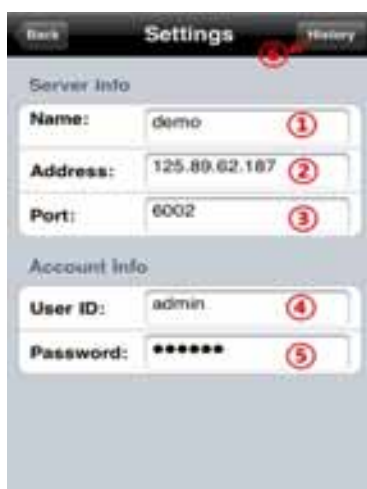 Back Settings History
⑥
Server Info
Name: demo ①
Address: 125.89.62.187 ②
Port: 6002 ③
Account Info
User ID: admin ④
Password: ●●●●●● ⑤